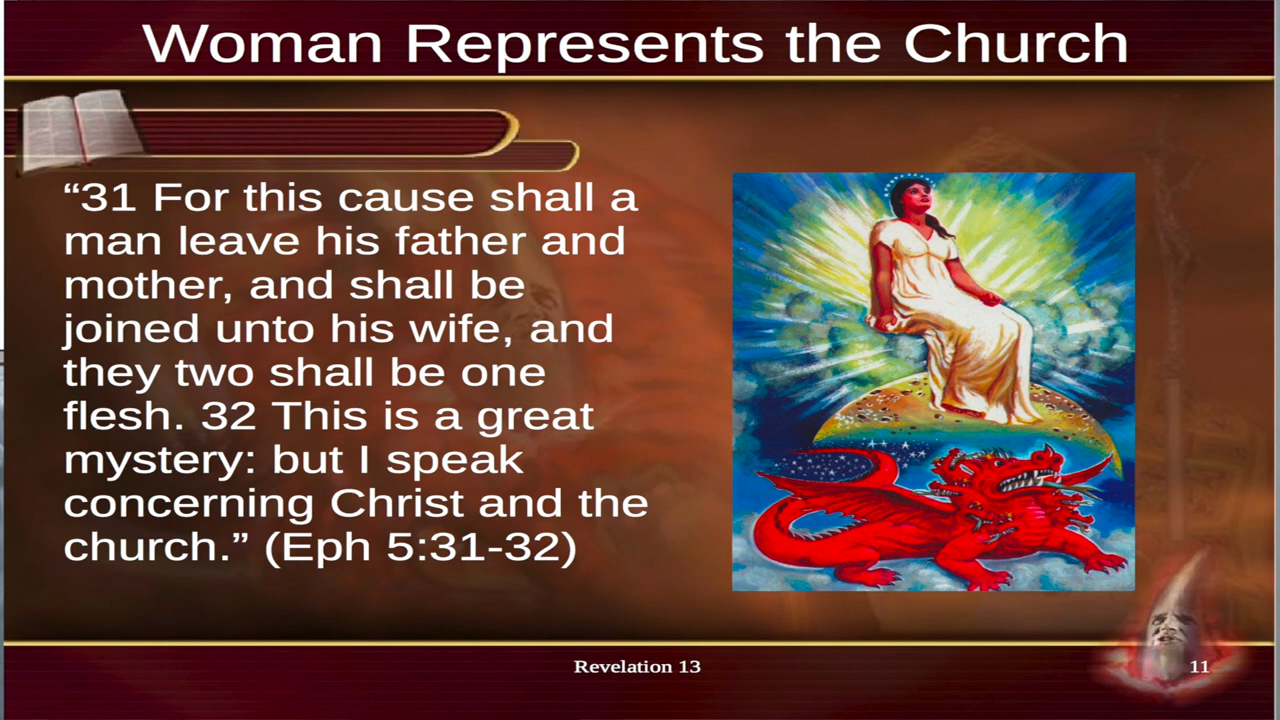 Woman Represents the Church
“31 For this cause shall a
man leave his father and
mother, and shall be
joined unto his wife, and
they two shall be one
flesh. 32 This is a great
mystery: but I speak
concerning Christ and the
church.” (Eph 5:31-32)
Revelation 13
11